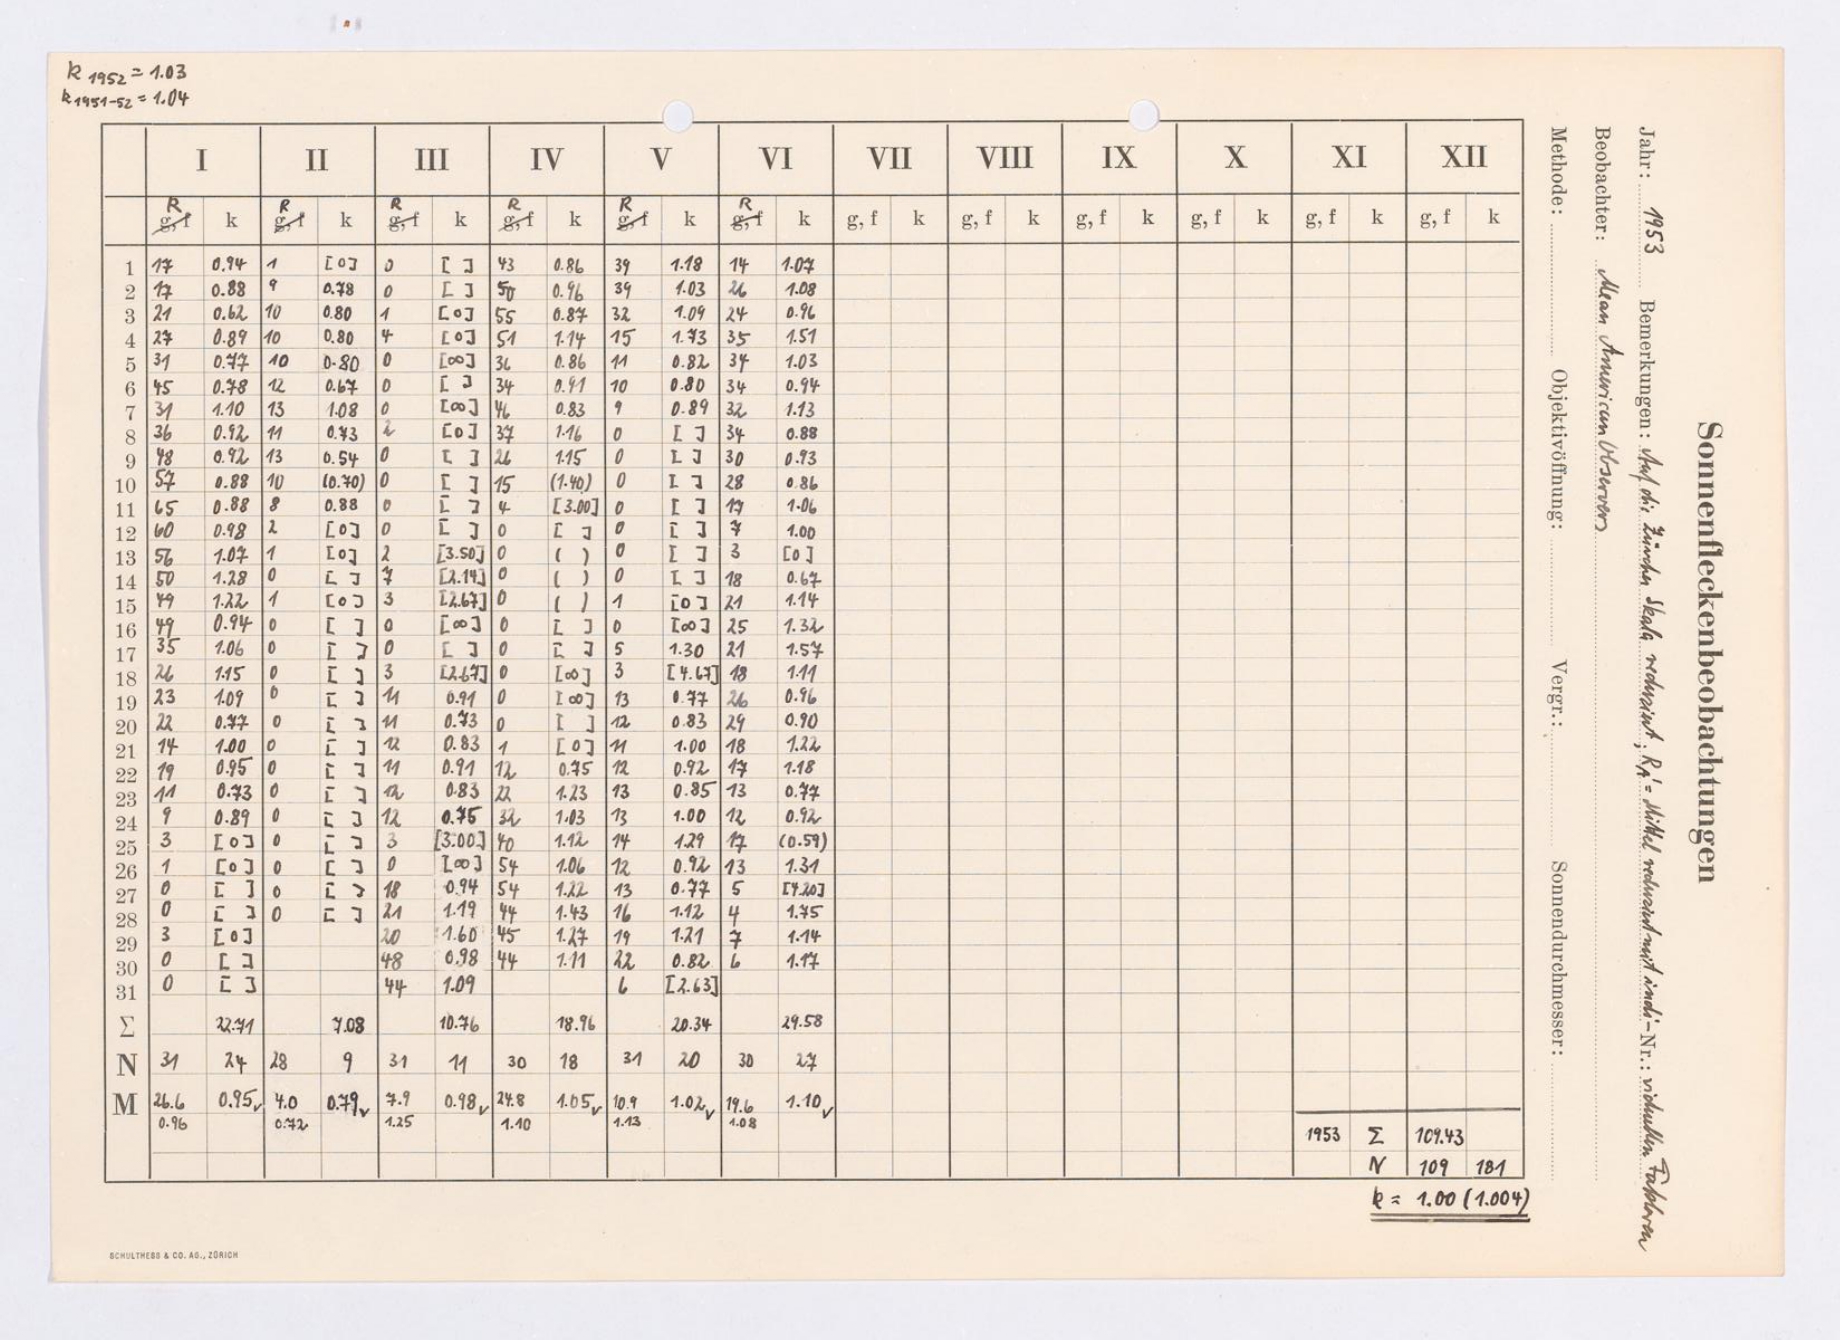 k 1952 = 1.03
k 1951-52 = 1.04
Sonnenfleckenbeobachtungen
Jahr: 1953 Bemerkungen: Auf die Zürcher Skala reduziert; = Mittel reduziert mit indi- Nr.: viduellen Faktoren
Beobachter: Mean American Observers
Methode: Objektivöffnung: Vergr.: Sonnendurchmesser:
I II III IV V VI VII VIII IX X XI XII
R R R R R R
g, f k g, f k g, f k g, f k g, f k g, f k g, f k g, f k g, f k g, f k g, f k g, f k
1 17 0.94 1 [0] 0 [ ] 43 0.86 39 1.18 14 1.07
2 17 0.88 9 0.78 0 [ ] 50 0.96 39 1.03 26 1.08
3 21 0.62 10 0.80 1 [0] 55 0.87 32 1.09 24 0.96
4 27 0.89 10 0.80 4 [0] 51 1.14 15 1.73 35 1.51
5 31 0.77 10 0.80 0 [∞] 36 0.86 11 0.82 34 1.03
6 45 0.78 12 0.67 0 [ ] 34 0.91 10 0.80 34 0.94
7 31 1.10 13 1.08 0 [∞] 46 0.83 9 0.89 32 1.13
8 36 0.92 11 0.73 2 [0] 37 1.16 0 [ ] 34 0.88
9 48 0.92 13 0.54 0 [ ] 26 1.15 0 [ ] 30 0.93
10 57 0.88 10 (0.70) 0 [ ] 15 (1.40) 0 [ ] 28 0.86
11 65 0.88 8 0.88 0 [ ] 4 [3.00] 0 [ ] 17 1.06
12 60 0.98 2 [0] 0 [ ] 0 [ ] 0 [ ] 7 1.00
13 56 1.07 1 [0] 2 [3.50] 0 ( ) 0 [ ] 3 [0]
14 50 1.28 0 [ ] 7 [2.14] 0 ( ) 0 [ ] 18 0.67
15 49 1.22 1 [0] 3 [2.67] 0 ( ) 1 [0] 21 1.14
16 49 0.94 0 [ ] 0 [∞] 0 [ ] 0 [∞] 25 1.32
17 35 1.06 0 [ ] 0 [ ] 0 [ ] 5 1.30 21 1.57
18 26 1.15 0 [ ] 3 [2.67] 0 [∞] 3 [4.67] 18 1.11
19 23 1.09 0 [ ] 11 0.91 0 [∞] 13 0.77 26 0.96
20 22 0.77 0 [ ] 11 0.73 0 [ ] 12 0.83 29 0.90
21 14 1.00 0 [ ] 12 0.83 1 [0] 11 1.00 18 1.22
22 19 0.95 0 [ ] 11 0.91 12 0.75 12 0.92 17 1.18
23 11 0.73 0 [ ] 12 0.83 22 1.23 13 0.85 13 0.77
24 9 0.89 0 [ ] 12 0.75 32 1.03 13 1.00 12 0.92
25 3 [0] 0 [ ] 3 [3.00] 40 1.12 14 1.29 17 (0.59)
26 1 [0] 0 [ ] 0 [∞] 54 1.06 12 0.92 13 1.31
27 0 [ ] 0 [ ] 18 0.94 54 1.22 13 0.77 5 [4.20]
28 0 [ ] 0 [ ] 21 1.19 44 1.43 16 1.12 4 1.75
29 3 [0] 20 1.60 45 1.27 19 1.21 7 1.14
30 0 [ ] 48 0.98 44 1.11 22 0.82 6 1.17
31 0 [ ] 44 1.09 6 [2.63]
Σ 22.71 7.08 10.76 18.96 20.34 29.58
N 31 24 28 9 31 11 30 18 31 20 30 27
M 26.6 0.95✓ 4.0 0.79✓ 7.9 0.98✓ 24.8 1.05✓ 10.9 1.02✓ 19.6 1.10✓
0.96 0.72 1.25 1.10 1.13 1.08
1953 Σ 109.43
N 109 181
k = 1.00 (1.004)
SCHULTHESS & CO. AG., ZÜRICH